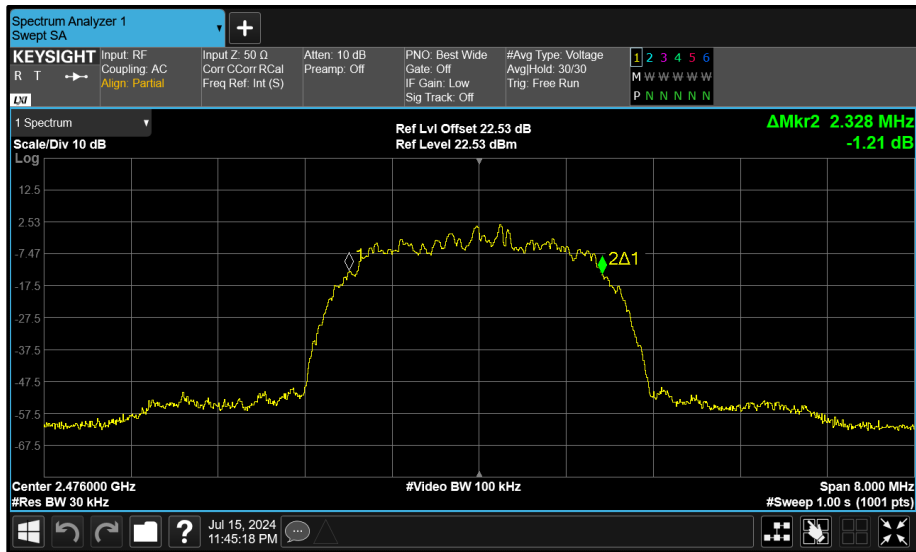 Spectrum Analyzer 1
Swept SA
+
KEYSIGHT
R T
LXI
Input: RF
Coupling: AC
Align: Partial
Input Z: 50 Ω
Corr CCorr RCal
Freq Ref: Int (S)
Atten: 10 dB
Preamp: Off
PNO: Best Wide
Gate: Off
IF Gain: Low
Sig Track: Off
#Avg Type: Voltage
Avg|Hold: 30/30
Trig: Free Run
1 2 3 4 5 6
M W W W W W
P N N N N N
1 Spectrum
Scale/Div 10 dB
Log
Ref Lvl Offset 22.53 dB
Ref Level 22.53 dBm
ΔMkr2 2.328 MHz
-1.21 dB
12.5
2.53
-7.47
-17.5
-27.5
-37.5
-47.5
-57.5
-67.5
1
2Δ1
Center 2.476000 GHz
#Video BW 100 kHz
Span 8.000 MHz
#Res BW 30 kHz
#Sweep 1.00 s (1001 pts)
?
Jul 15, 2024
11:45:18 PM